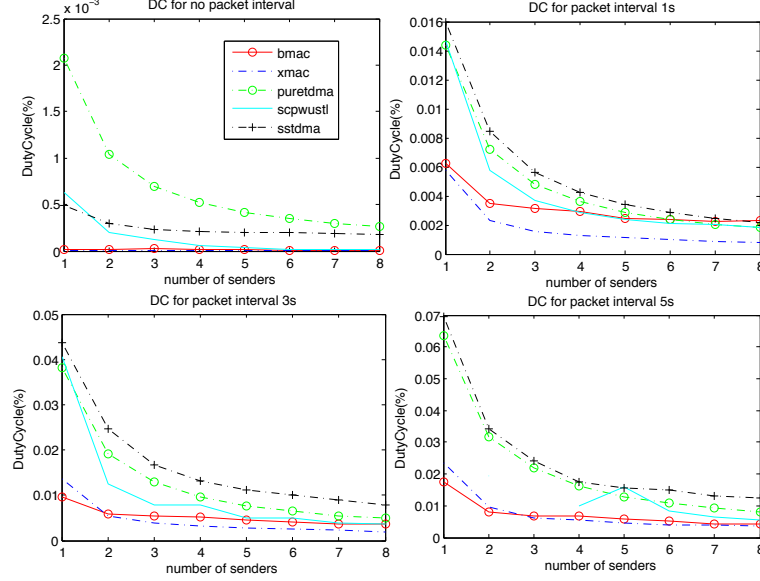 DC for no packet interval
x 10
-3
2.5
2
1.5
1
0.5
0
DutyCycle(%)
1 2 3 4 5 6 7 8
number of senders
bmac
xmac
puretdma
scpwustl
sstdma
DC for packet interval 1s
0.016
0.014
0.012
0.01
0.008
0.006
0.004
0.002
0
DutyCycle(%)
1 2 3 4 5 6 7 8
number of senders
DC for packet interval 3s
0.05
0.04
0.03
0.02
0.01
0
DutyCycle(%)
1 2 3 4 5 6 7 8
number of senders
DC for packet interval 5s
0.07
0.06
0.05
0.04
0.03
0.02
0.01
0
DutyCycle(%)
1 2 3 4 5 6 7 8
number of senders